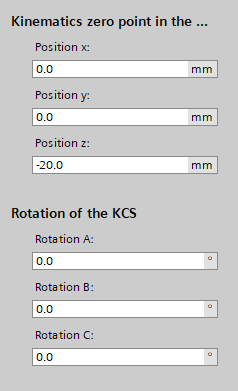 Kinematics zero point in the ...
Position x:
0.0 mm
Position y:
0.0 mm
Position z:
-20.0 mm
Rotation of the KCS
Rotation A:
0.0 °
Rotation B:
0.0 °
Rotation C:
0.0 °